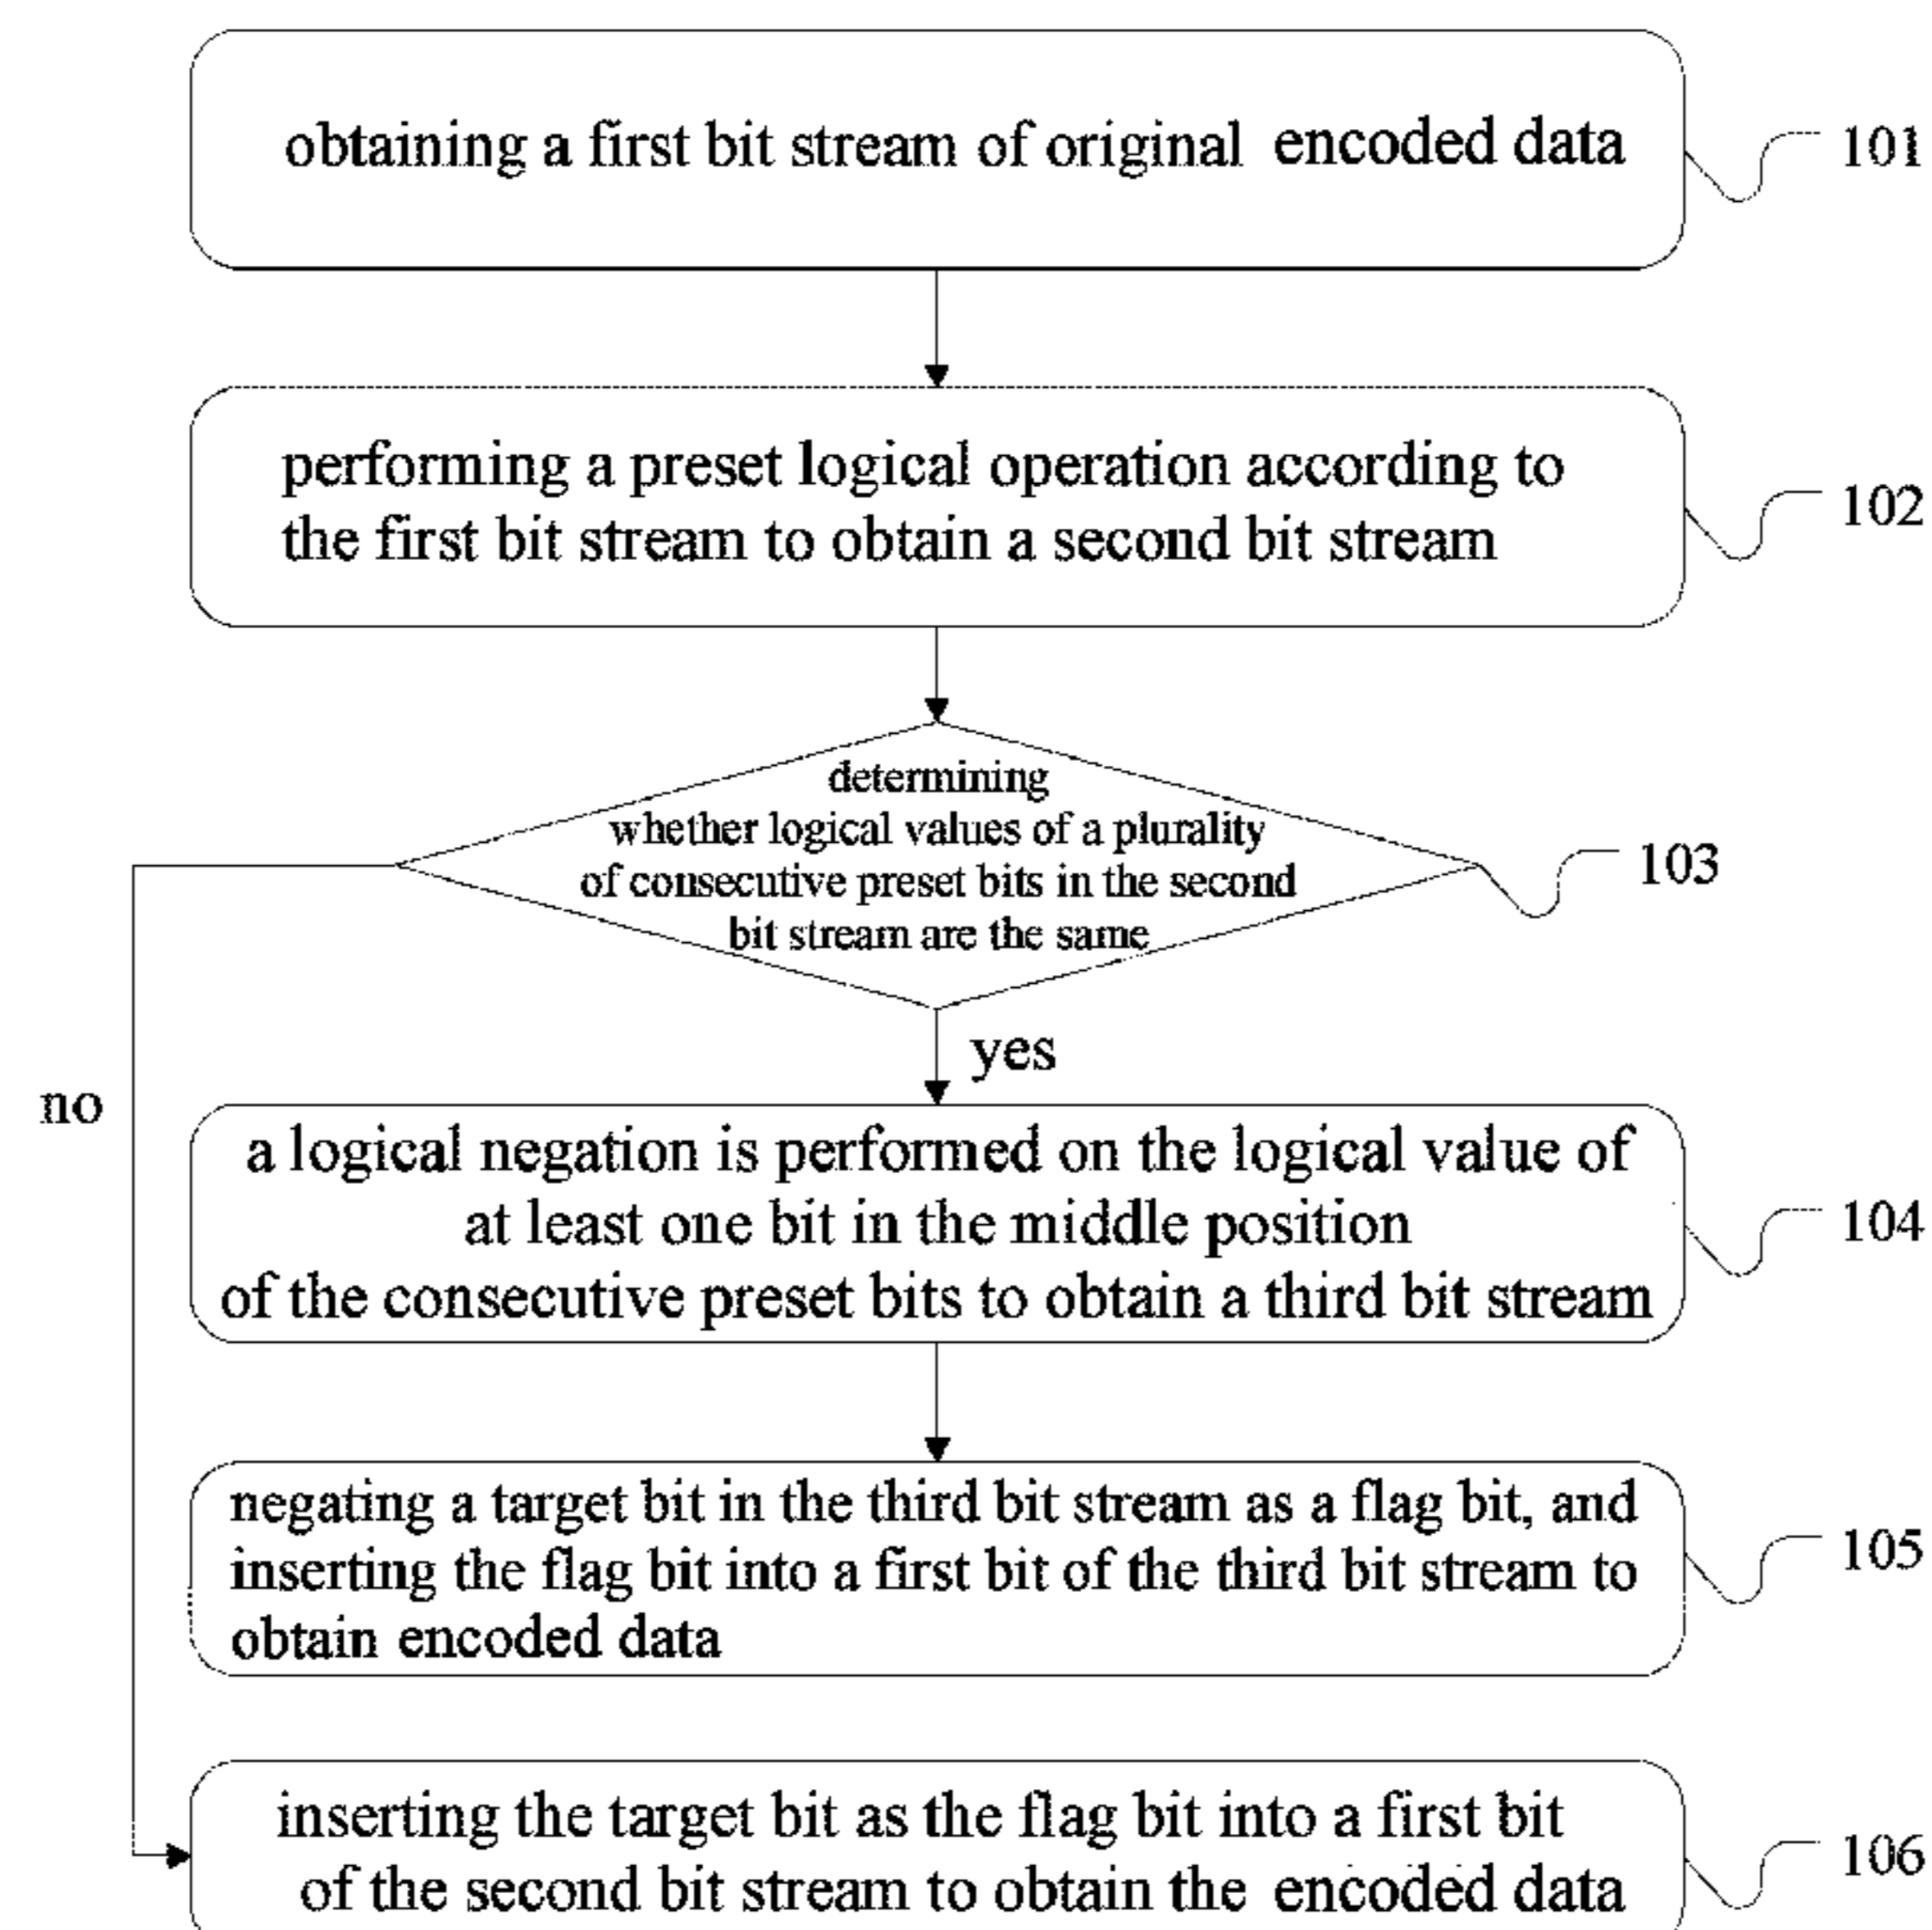 obtaining a first bit stream of original encoded data
101
performing a preset logical operation according to
the first bit stream to obtain a second bit stream
102
determining
whether logical values of a plurality
of consecutive preset bits in the second
bit stream are the same
103
yes
no
a logical negation is performed on the logical value of
at least one bit in the middle position
of the consecutive preset bits to obtain a third bit stream
104
negating a target bit in the third bit stream as a flag bit, and
inserting the flag bit into a first bit of the third bit stream to
obtain encoded data
105
inserting the target bit as the flag bit into a first bit
of the second bit stream to obtain the encoded data
106